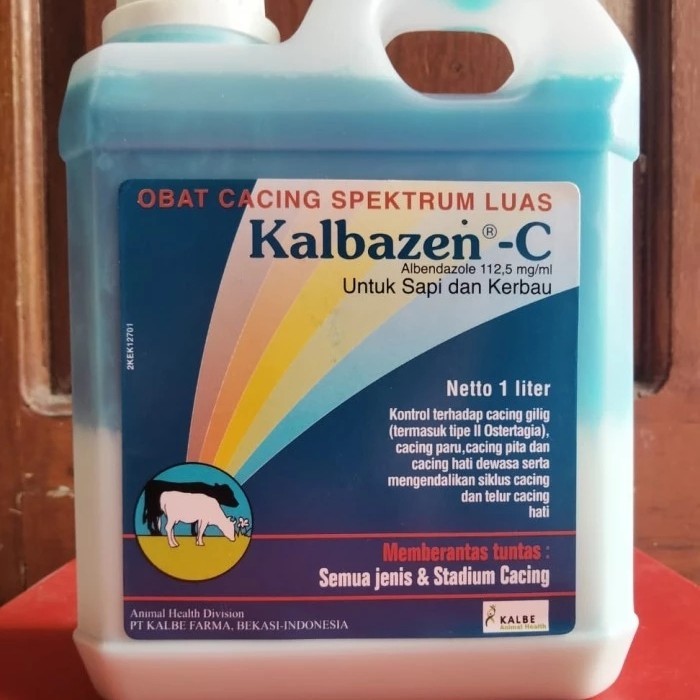 OBAT CACING SPEKTRUM LUAS
Kalbazen®-C
Albendazole 112,5 mg/ml
Untuk Sapi dan Kerbau
2KEK12701
Netto 1 liter
Kontrol terhadap cacing gilig
(termasuk tipe II Ostertagia),
cacing paru,cacing pita dan
cacing hati dewasa serta
mengendalikan siklus cacing
dan telur cacing
hati
Memberantas tuntas :
Semua jenis & Stadium Cacing
Animal Health Division
PT KALBE FARMA, BEKASI-INDONESIA
KALBE
Animal Health